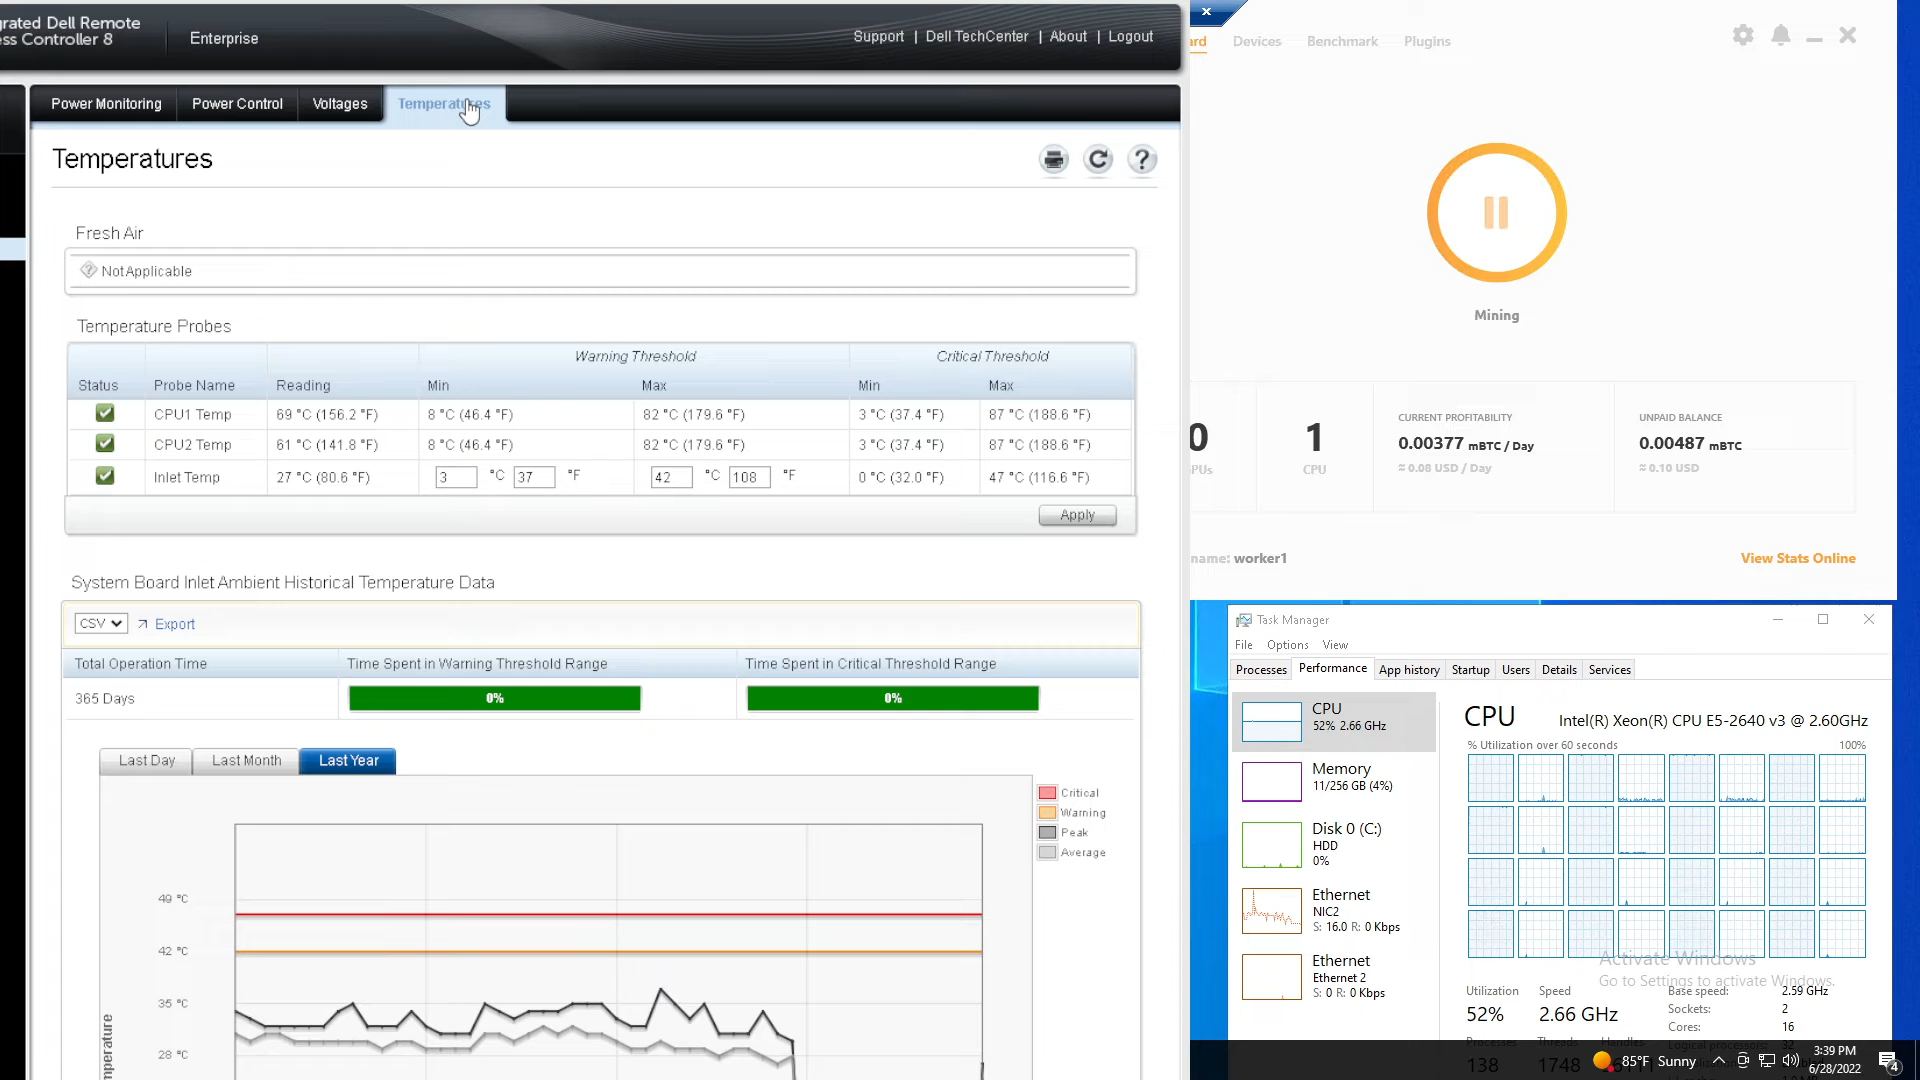 grated Dell Remote
ess Controller 8
Enterprise
Support | Dell TechCenter | About | Logout
Power Monitoring
Power Control
Voltages
Temperatures
Temperatures
Fresh Air
Not Applicable
Temperature Probes
Warning Threshold
Critical Threshold
Status Probe Name Reading Min Max Min Max
CPU1 Temp 69 °C (156.2 °F) 8 °C (46.4 °F) 82 °C (179.6 °F) 3 °C (37.4 °F) 87 °C (188.6 °F)
CPU2 Temp 61 °C (141.8 °F) 8 °C (46.4 °F) 82 °C (179.6 °F) 3 °C (37.4 °F) 87 °C (188.6 °F)
Inlet Temp 27 °C (80.6 °F) 3 °C 37 °F 42 °C 108 °F 0 °C (32.0 °F) 47 °C (116.6 °F)
Apply
System Board Inlet Ambient Historical Temperature Data
CSV Export
Total Operation Time Time Spent in Warning Threshold Range Time Spent in Critical Threshold Range
365 Days 0% 0%
Last Day Last Month Last Year
Critical
Warning
Peak
Average
49 °C
42 °C
35 °C
28 °C
mperature
ard Devices Benchmark Plugins
Mining
0
PUs
1
CPU
CURRENT PROFITABILITY
0.00377 mBTC / Day
≈ 0.08 USD / Day
UNPAID BALANCE
0.00487 mBTC
≈ 0.10 USD
name: worker1
View Stats Online
Task Manager
File Options View
Processes Performance App history Startup Users Details Services
CPU
52% 2.66 GHz
Memory
11/256 GB (4%)
Disk 0 (C:)
HDD
0%
Ethernet
NIC2
S: 16.0 R: 0 Kbps
Ethernet
Ethernet 2
S: 0 R: 0 Kbps
CPU
Intel(R) Xeon(R) CPU E5-2640 v3 @ 2.60GHz
% Utilization over 60 seconds 100%
Activate Windows
Go to Settings to activate Windows.
Utilization Speed Base speed: 2.59 GHz
52% 2.66 GHz Sockets: 2
Cores: 16
Processes Threads Handles Logical processors: 32
138 1748
85°F Sunny
3:39 PM
6/28/2022
4